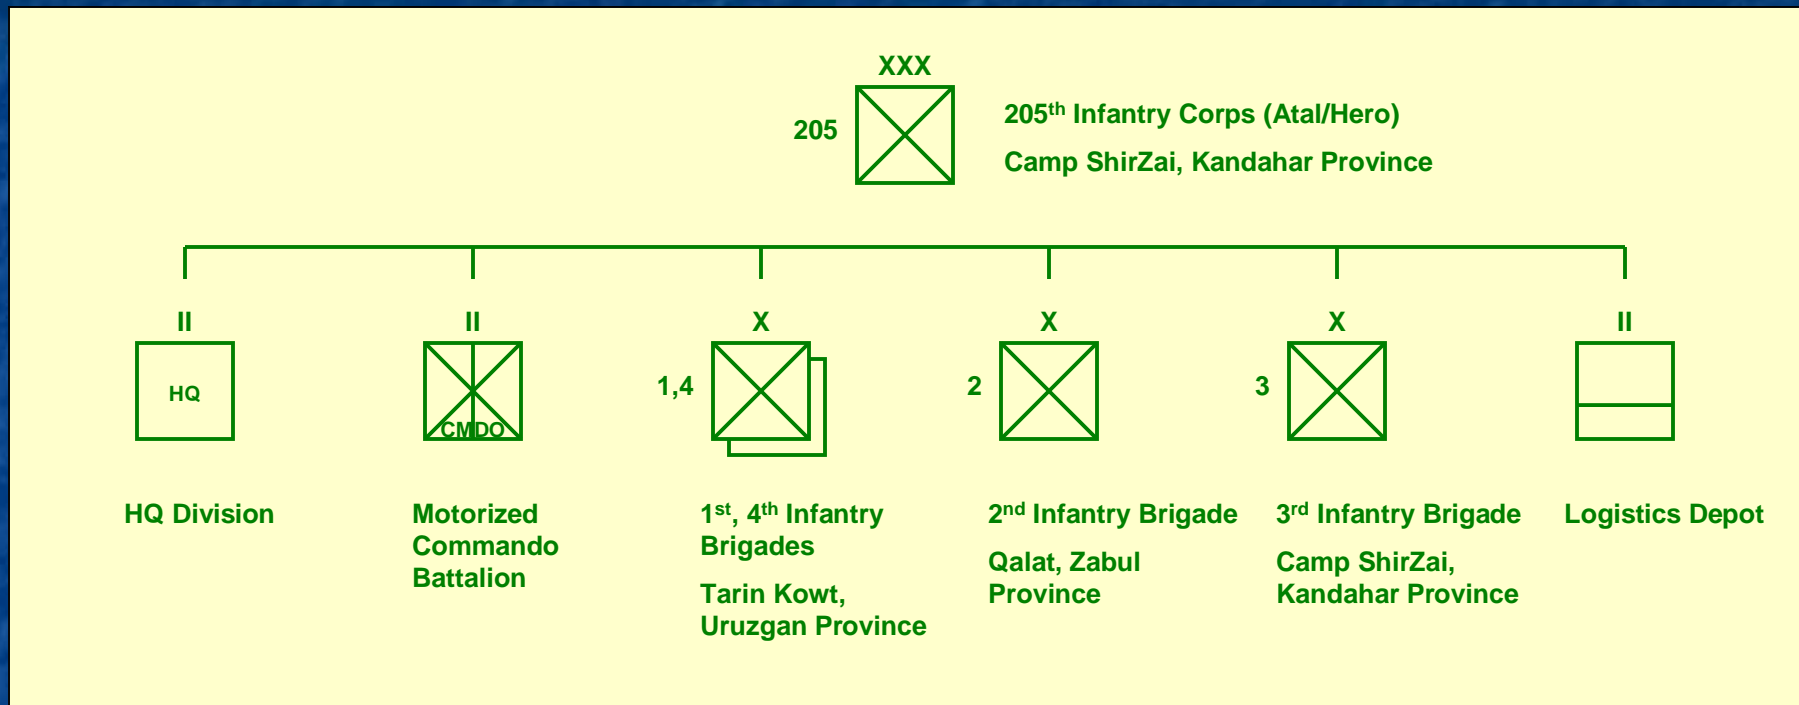 XXX
205
205th Infantry Corps (Atal/Hero)
Camp ShirZai, Kandahar Province
II
HQ
HQ Division
II
CMDO
Motorized
Commando
Battalion
X
1,4
1st, 4th Infantry
Brigades
Tarin Kowt,
Uruzgan Province
X
2
2nd Infantry Brigade
Qalat, Zabul
Province
X
3
3rd Infantry Brigade
Camp ShirZai,
Kandahar Province
II
Logistics Depot